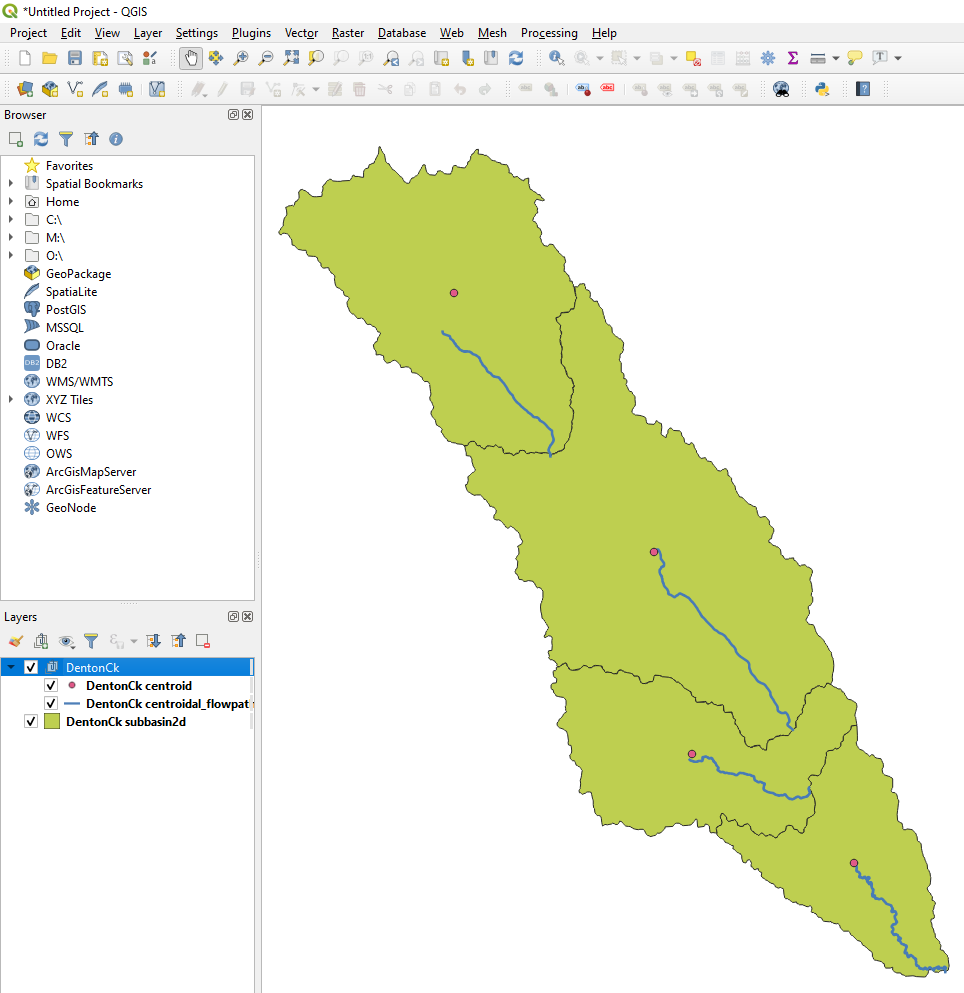 *Untitled Project - QGIS
Project Edit View Layer Settings Plugins Vector Raster Database Web Mesh Processing Help
Browser
Favorites
Spatial Bookmarks
Home
C:\
M:\
O:\
GeoPackage
SpatiaLite
PostGIS
MSSQL
Oracle
DB2 DB2
WMS/WMTS
XYZ Tiles
WCS
WFS
OWS
ArcGisMapServer
ArcGisFeatureServer
GeoNode
Layers
DentonCk
DentonCk centroid
DentonCk centroidal_flowpat
DentonCk subbasin2d